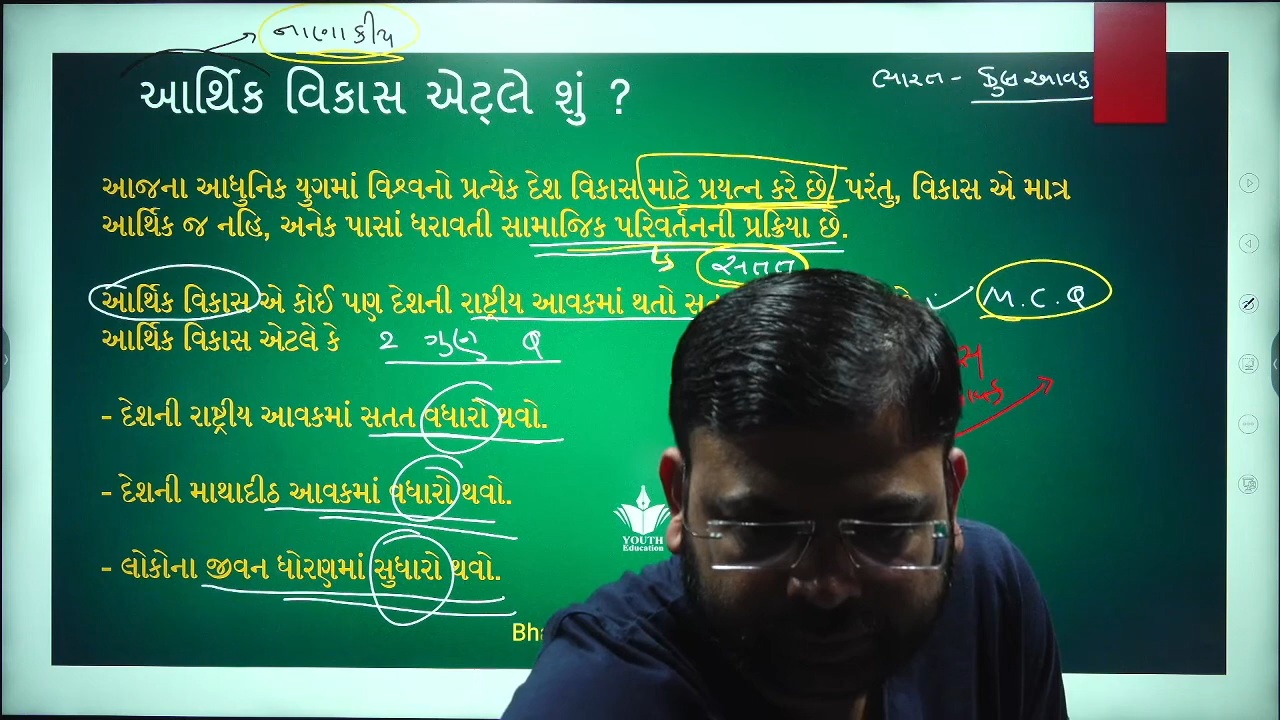 નાણાકીય
આર્થિક વિકાસ એટ્લે શું ?
ભારત - કુલ આવક
આજના આધુનિક યુગમાં વિશ્વનો પ્રત્યેક દેશ વિકાસ માટે પ્રયત્ન કરે છે, પરંતુ, વિકાસ એ માત્ર
આર્થિક જ નહિ, અનેક પાસાં ધરાવતી સામાજિક પરિવર્તનની પ્રક્રિયા છે.
સતત
આર્થિક વિકાસ એ કોઈ પણ દેશની રાષ્ટ્રીય આવકમાં થતો M.C.Q
આર્થિક વિકાસ એટલે કે 2 ગુણ Q
- દેશની રાષ્ટ્રીય આવકમાં સતત વધારો થવો.
- દેશની માથાદીઠ આવકમાં વધારો થવો.
- લોકોના જીવન ધોરણમાં સુધારો થવો.
YOUTH
Education